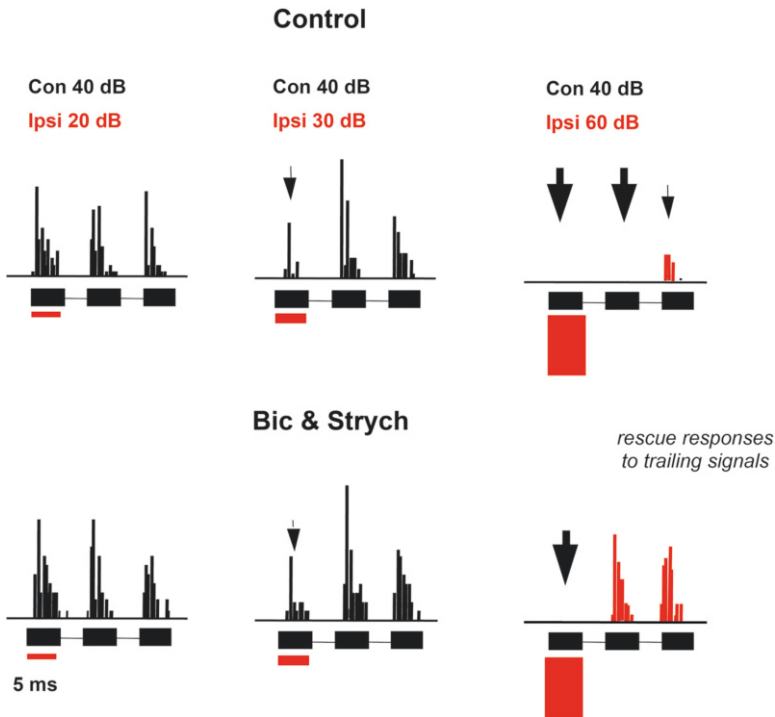 Control
Con 40 dB
Ipsi 20 dB
Con 40 dB
Ipsi 30 dB
Con 40 dB
Ipsi 60 dB
Bic & Strych
rescue responses
to trailing signals
5 ms